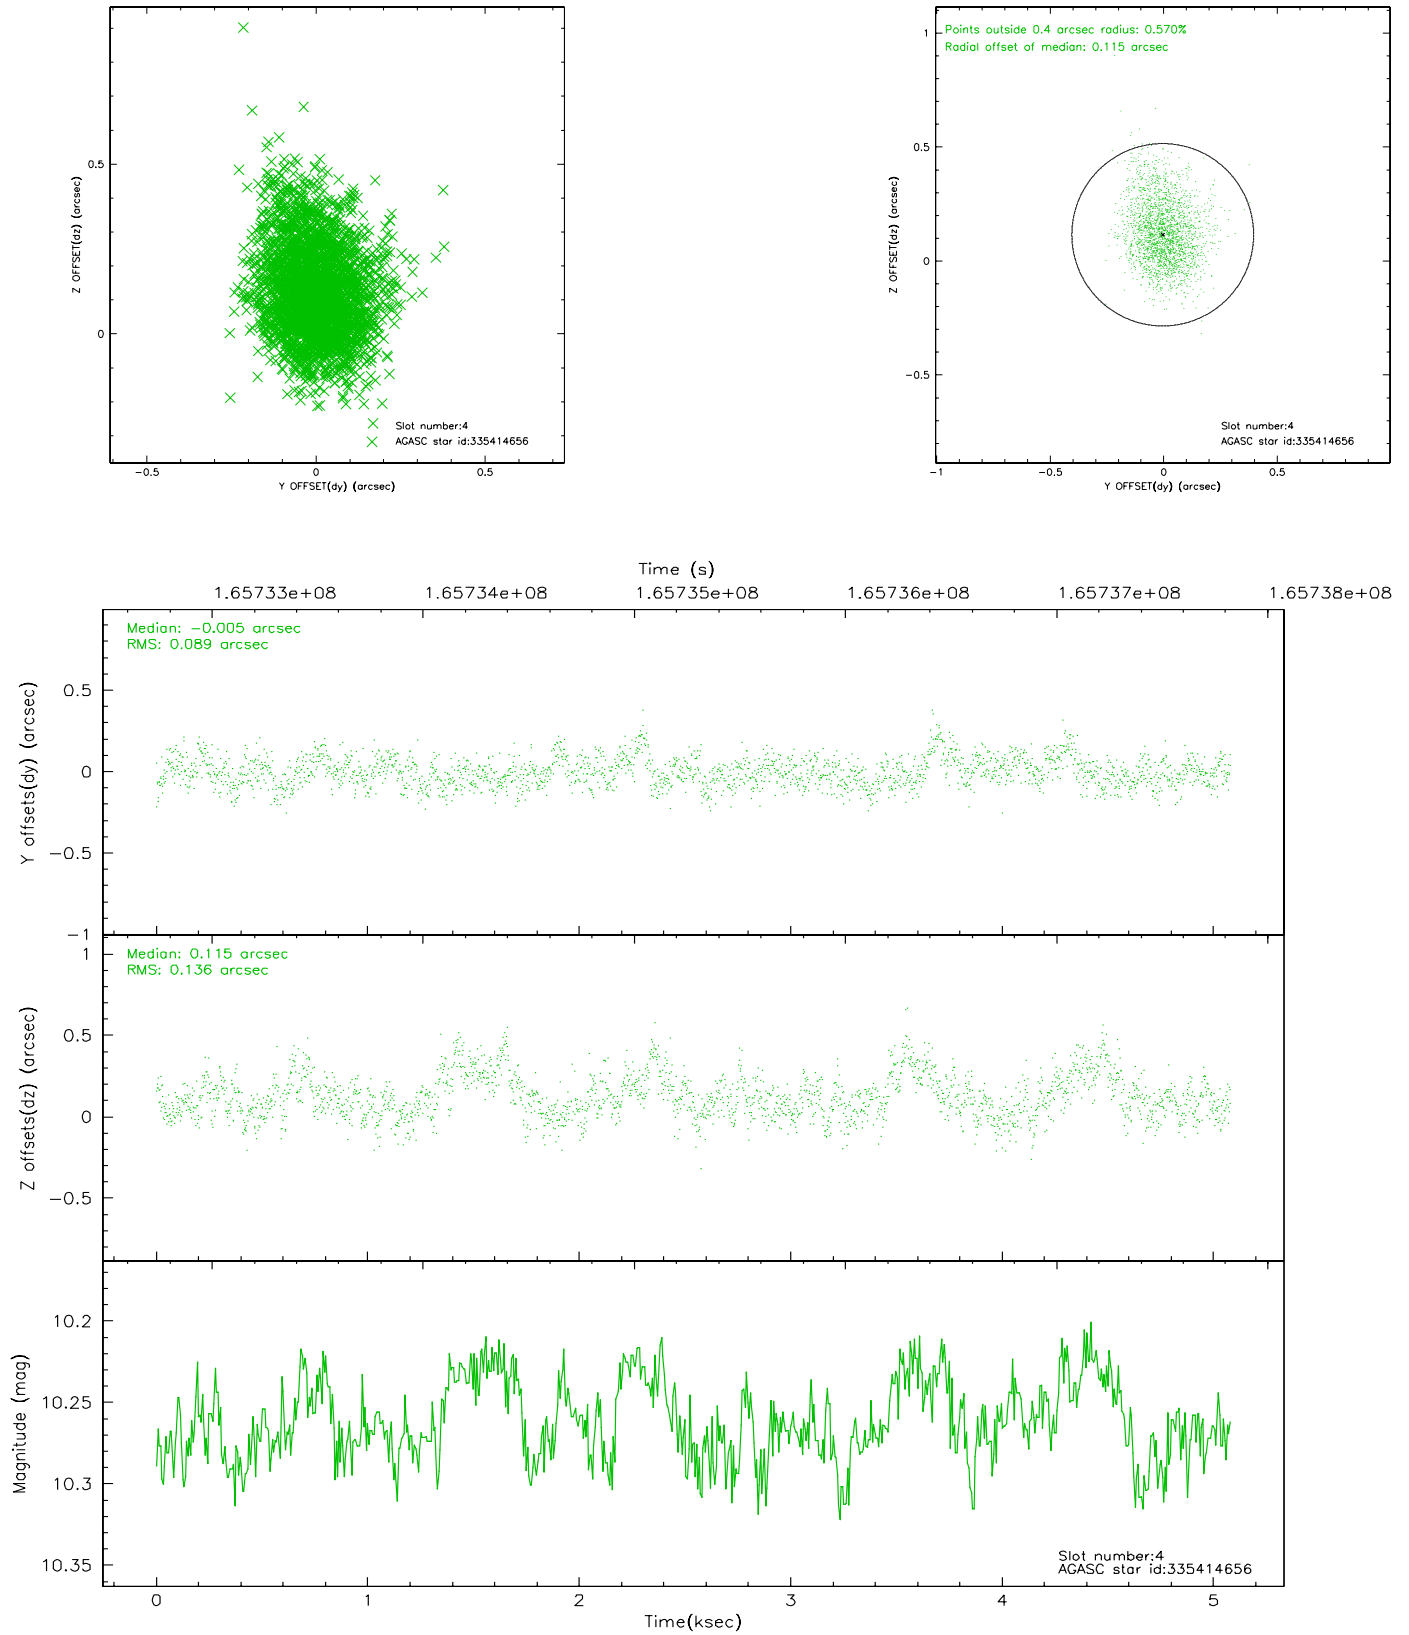 0.5
0
Z OFFSET(dz) (arcsec)
Slot number:4
AGASC star id:335414656
−0.5
0
0.5
Y OFFSET(dy) (arcsec)
Points outside 0.4 arcsec radius: 0.570%
Radial offset of median: 0.115 arcsec
1
0.5
0
−0.5
Z OFFSET(dz) (arcsec)
Slot number:4
AGASC star id:335414656
−1
−0.5
0
0.5
Y OFFSET(dy) (arcsec)
Time (s)
1.65733e+08
1.65734e+08
1.65735e+08
1.65736e+08
1.65737e+08
1.65738e+08
Median: −0.005 arcsec
RMS: 0.089 arcsec
0.5
0
−0.5
−1
Y offsets(dy) (arcsec)
Median: 0.115 arcsec
RMS: 0.136 arcsec
1
0.5
0
−0.5
Z offsets(dz) (arcsec)
10.2
10.25
10.3
10.35
Magnitude (mag)
Slot number:4
AGASC star id:335414656
0
1
2
3
4
5
Time(ksec)